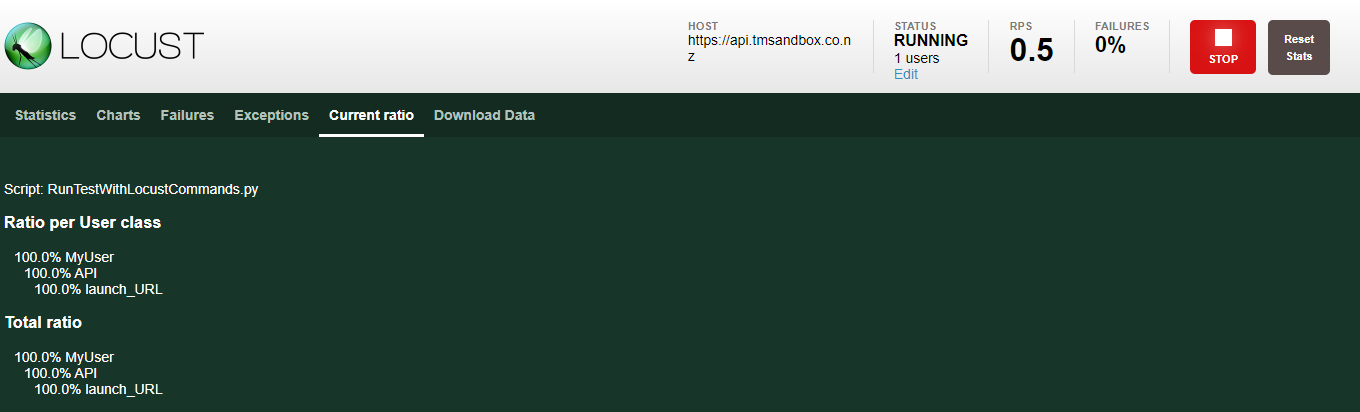 LOCUST
HOST
https://api.tmsandbox.co.n
z
STATUS
RUNNING
1 users
Edit
RPS
0.5
FAILURES
0%
STOP
Reset
Stats
Statistics Charts Failures Exceptions Current ratio Download Data
Script: RunTestWithLocustCommands.py
Ratio per User class
100.0% MyUser
100.0% API
100.0% launch_URL
Total ratio
100.0% MyUser
100.0% API
100.0% launch_URL